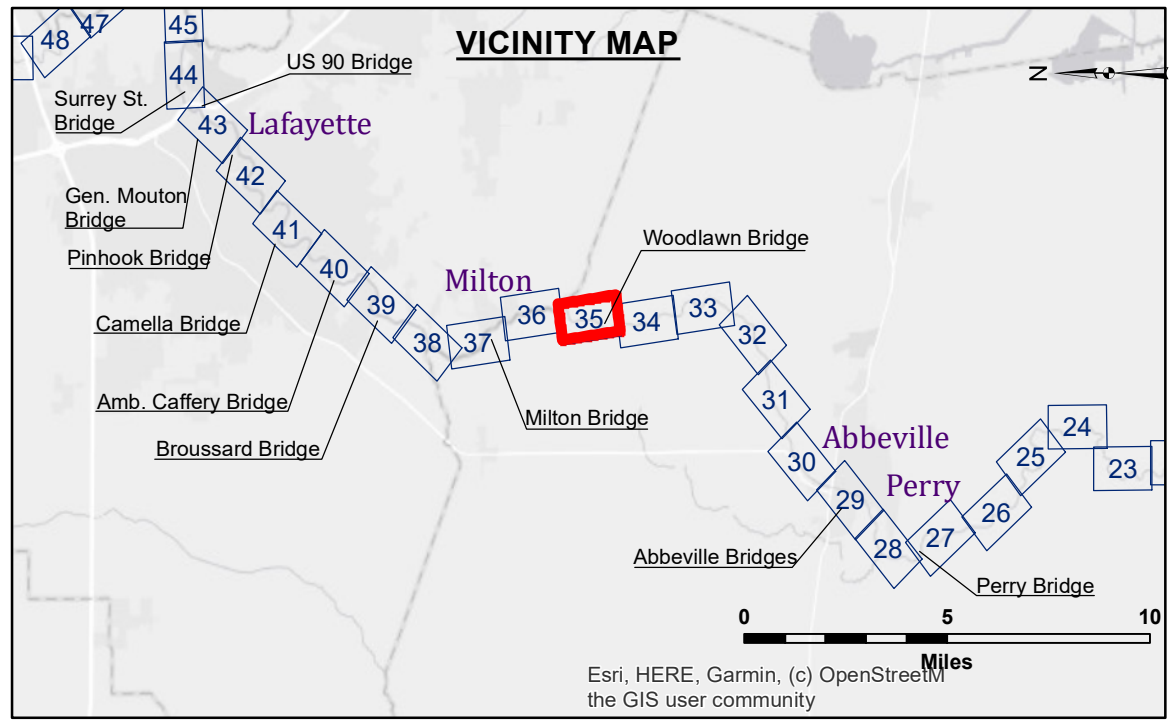 VICINITY MAP
47
48
45
44
US 90 Bridge
N
Surrey St.
Bridge
43
Lafayette
42
Gen. Mouton
Bridge
Pinhook Bridge
41
Woodlawn Bridge
40
Milton
39
36
35
34
33
Camella Bridge
38
37
32
Amb. Caffery Bridge
Milton Bridge
31
Broussard Bridge
24
Abbeville
30
25
23
Perry
29
26
28
27
Abbeville Bridges
Perry Bridge
0
5
10
Miles
Esri, HERE, Garmin, (c) OpenStreetM
the GIS user community